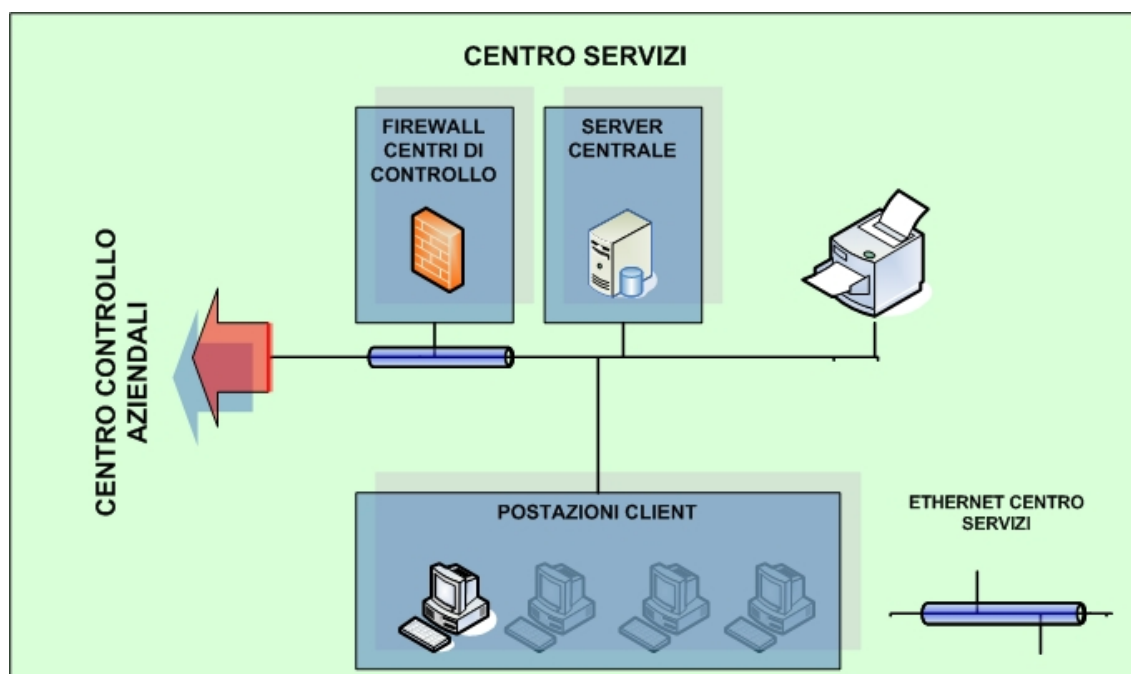 CENTRO SERVIZI
FIREWALL
CENTRI DI
CONTROLLO
SERVER
CENTRALE
CENTRO CONTROLLO
AZIENDALI
POSTAZIONI CLIENT
ETHERNET CENTRO
SERVIZI